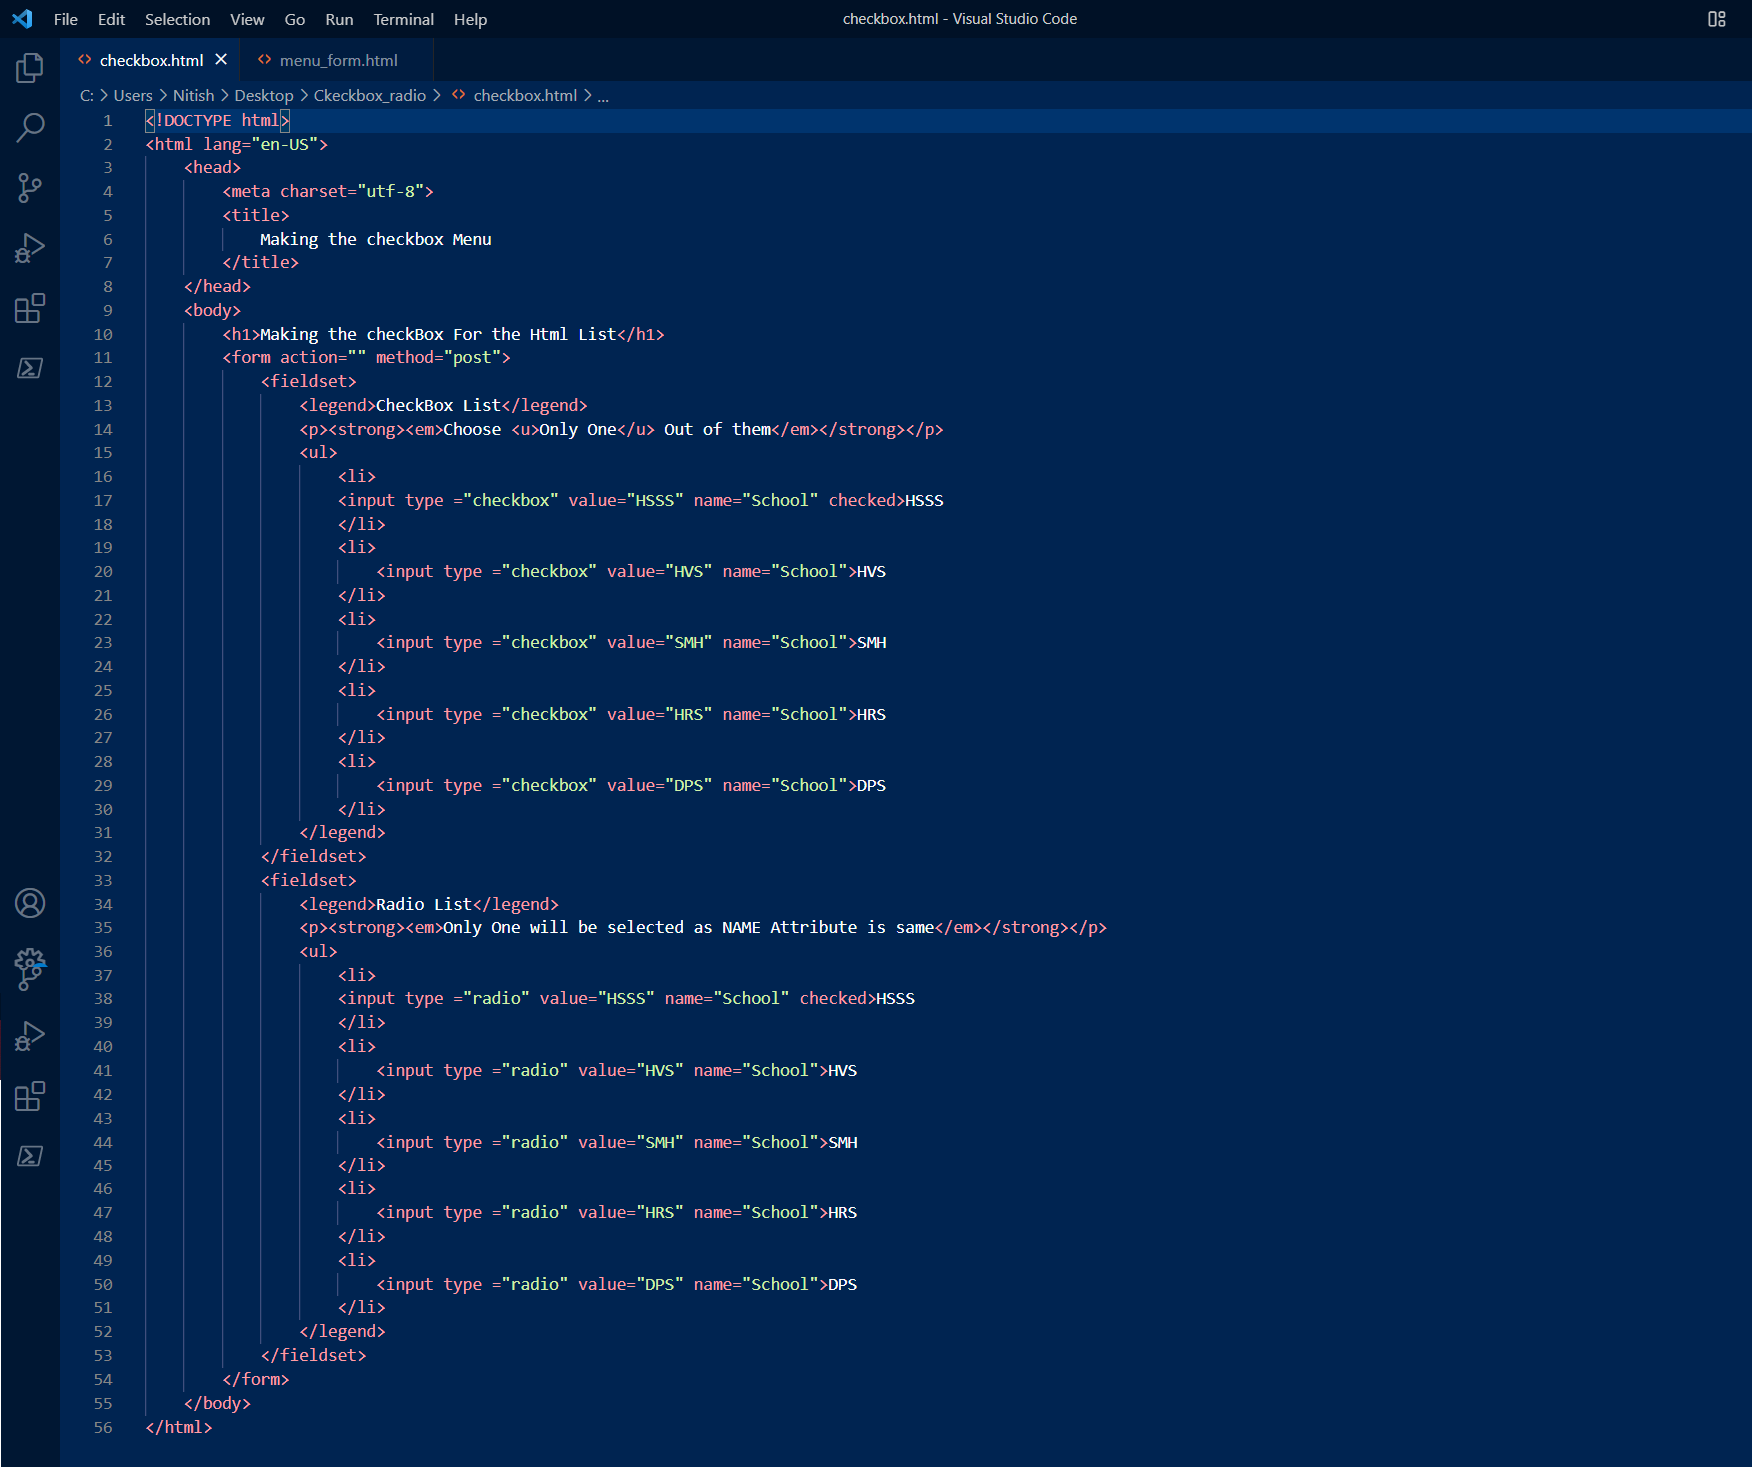 File Edit Selection View Go Run Terminal Help checkbox.html - Visual Studio Code
checkbox.html menu_form.html
C: > Users > Nitish > Desktop > Ckeckbox_radio > checkbox.html > ...
1 <!DOCTYPE html>
2 <html lang="en-US">
3 <head>
4 <meta charset="utf-8">
5 <title>
6 Making the checkbox Menu
7 </title>
8 </head>
9 <body>
10 <h1>Making the checkBox For the Html List</h1>
11 <form action="" method="post">
12 <fieldset>
13 <legend>CheckBox List</legend>
14 <p><strong><em>Choose <u>Only One</u> Out of them</em></strong></p>
15 <ul>
16 <li>
17 <input type ="checkbox" value="HSSS" name="School" checked>HSSS
18 </li>
19 <li>
20 <input type ="checkbox" value="HVS" name="School">HVS
21 </li>
22 <li>
23 <input type ="checkbox" value="SMH" name="School">SMH
24 </li>
25 <li>
26 <input type ="checkbox" value="HRS" name="School">HRS
27 </li>
28 <li>
29 <input type ="checkbox" value="DPS" name="School">DPS
30 </li>
31 </legend>
32 </fieldset>
33 <fieldset>
34 <legend>Radio List</legend>
35 <p><strong><em>Only One will be selected as NAME Attribute is same</em></strong></p>
36 <ul>
37 <li>
38 <input type ="radio" value="HSSS" name="School" checked>HSSS
39 </li>
40 <li>
41 <input type ="radio" value="HVS" name="School">HVS
42 </li>
43 <li>
44 <input type ="radio" value="SMH" name="School">SMH
45 </li>
46 <li>
47 <input type ="radio" value="HRS" name="School">HRS
48 </li>
49 <li>
50 <input type ="radio" value="DPS" name="School">DPS
51 </li>
52 </legend>
53 </fieldset>
54 </form>
55 </body>
56 </html>